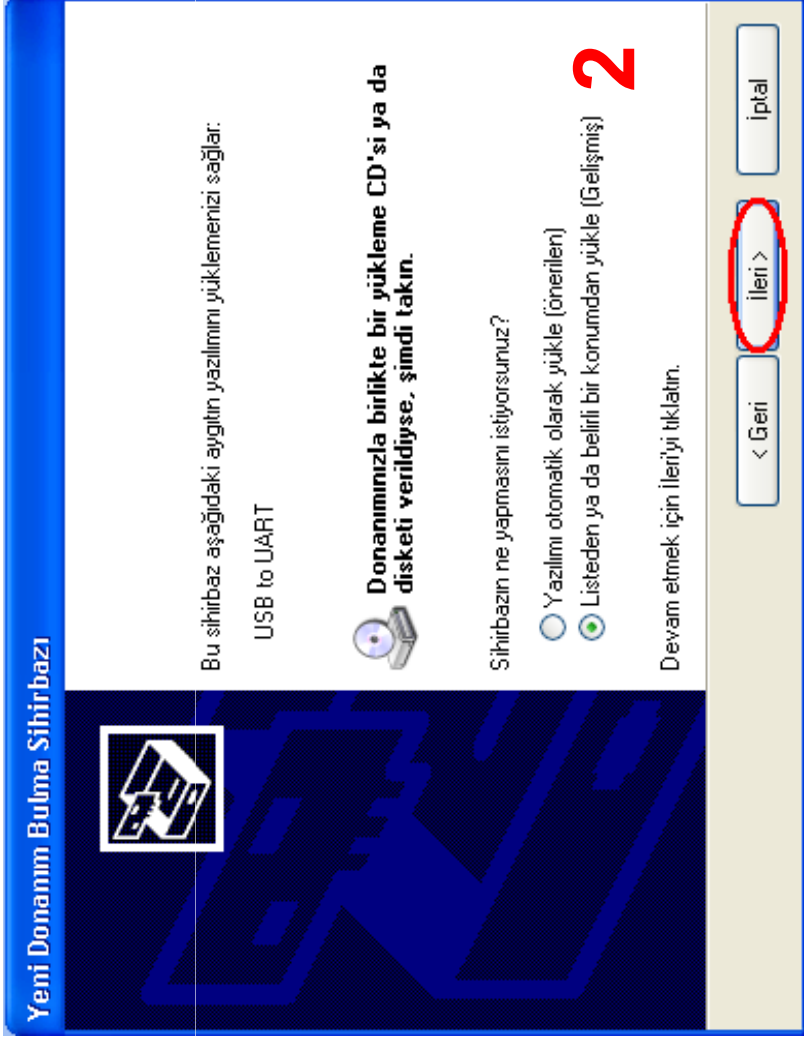 Yeni Donanım Bulma Sihirbazı
Bu sihirbaz aşağıdaki aygıtın yazılımını yüklemenizi sağlar:
USB to UART
Donanımınızla birlikte bir yükleme CD'si ya da
disketi verildiyse, şimdi takın.
Sihirbazın ne yapmasını istiyorsunuz?
Yazılımı otomatik olarak yükle (önerilen)
Listeden ya da belirli bir konumdan yükle (Gelişmiş)
2
Devam etmek için İleri'yi tıklatın.
< Geri
İleri >
İptal